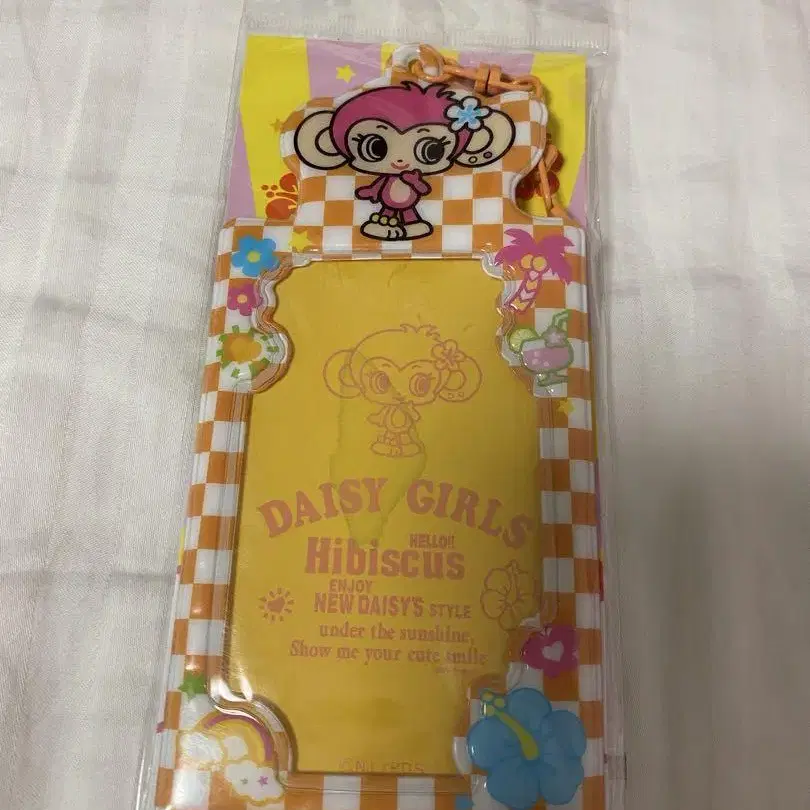 DAISY GIRLS
HELLO!!
Hibiscus
ENJOY
NEW DAISY'S STYLE
under the sunshine,
Show me your cute smile